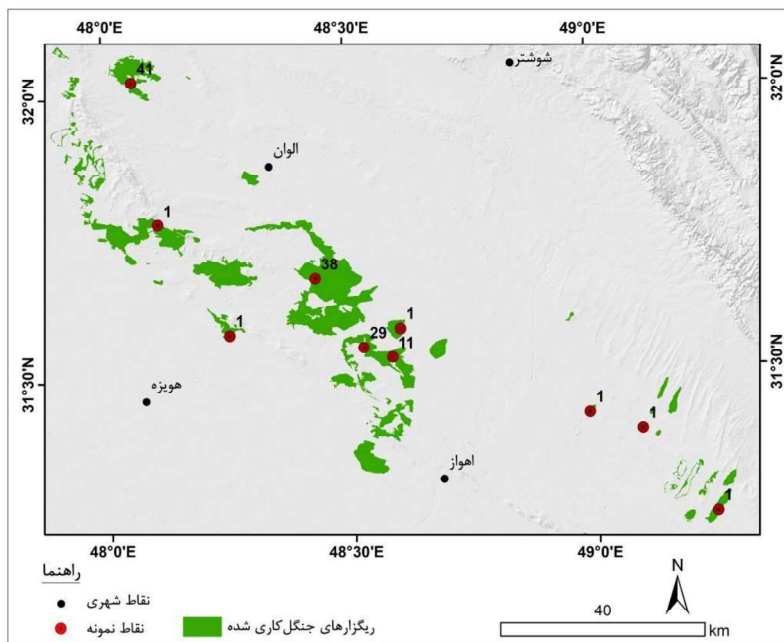 48°0'E 48°30'E 49°0'E
32°0'N
32°0'N
41
شوشتر
الوان
1
38
1
1
29
11
31°30'N
31°30'N
هویزه
1
1
اهواز
1
48°0'E 48°30'E 49°0'E
راهنما
نقاط شهری
نقاط نمونه
ریگزارهای جنگل‌کاری شده
N
40
km